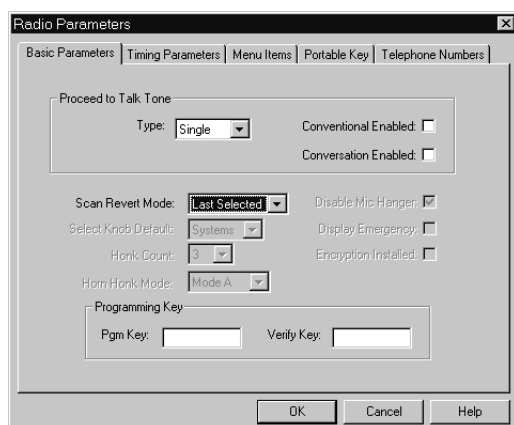 Radio Parameters
Basic Parameters Timing Parameters Menu Items Portable Key Telephone Numbers
Proceed to Talk Tone
Type: Single Conventional Enabled:
Conversation Enabled:
Scan Revert Mode: Last Selected Disable Mic Hanger:
Select Knob Default: Systems Display Emergency:
Honk Count: 3 Encryption Installed:
Horn Honk Mode: Mode A
Programming Key
Pgm Key: Verify Key:
OK Cancel Help